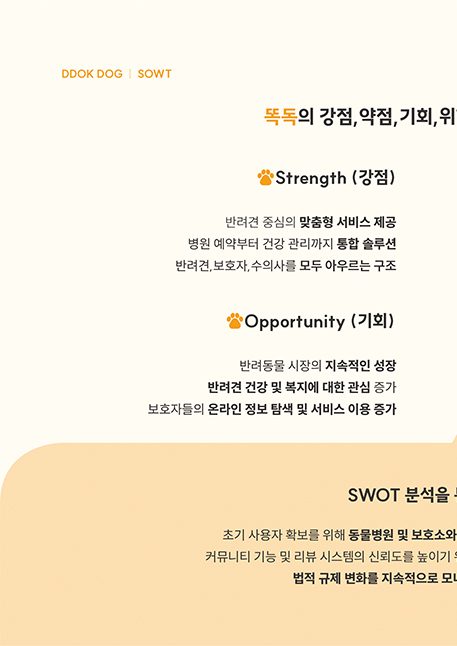 DDOK DOG | SOWT
똑독의 강점,약점,기회,위
Strength (강점)
반려견 중심의 맞춤형 서비스 제공
병원 예약부터 건강 관리까지 통합 솔루션
반려견,보호자,수의사를 모두 아우르는 구조
Opportunity (기회)
반려동물 시장의 지속적인 성장
반려견 건강 및 복지에 대한 관심 증가
보호자들의 온라인 정보 탐색 및 서비스 이용 증가
SWOT 분석을
초기 사용자 확보를 위해 동물병원 및 보호소와
커뮤니티 기능 및 리뷰 시스템의 신뢰도를 높이기
법적 규제 변화를 지속적으로